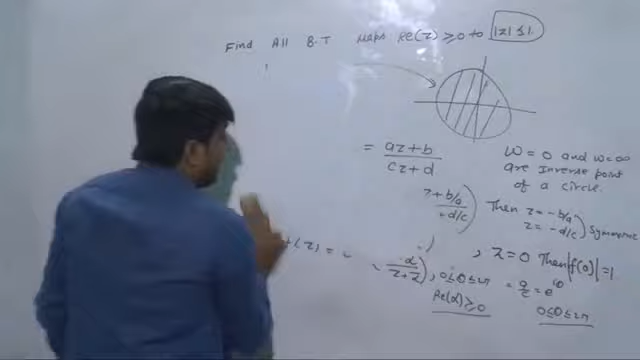 Find All B.T Maps Re(z) ≥ 0 to |z| ≤ 1.
= az+b / cz+d
w = 0 and w = ∞
are inverse point
of a circle.
z + b/a / + d/c ) Then z = -b/a
z = -d/c ) Symmetric
, z = 0 Then |f(0)| = 1
+(z) =
-α / z+ᾱ ) , 0 ≤ θ ≤ 2π = a/c = e^iθ
Re(α) ≥ 0
0 ≤ θ ≤ 2π